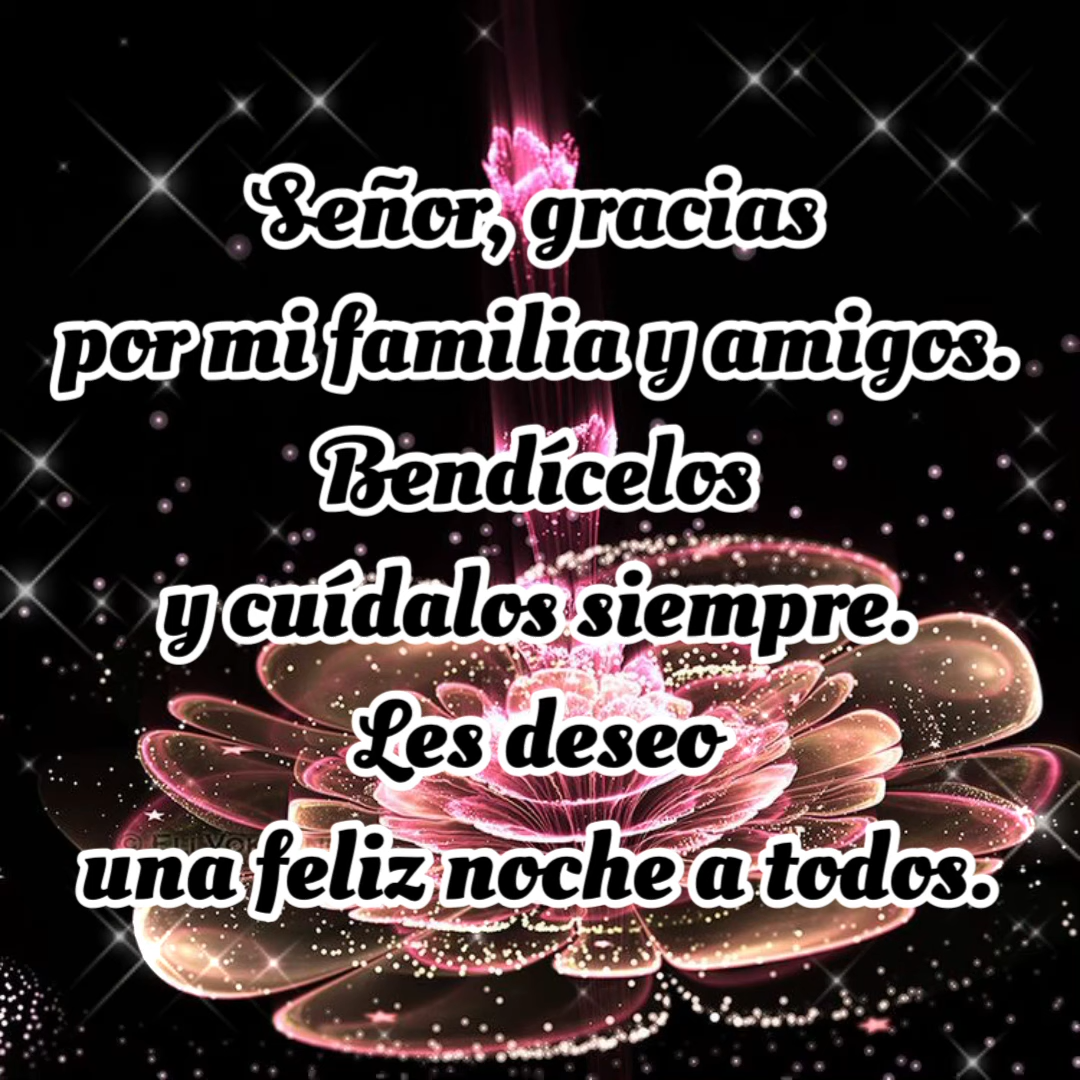 Señor, gracias
por mi familia y amigos.
Bendícelos
y cuídalos siempre.
Les deseo
una feliz noche a todos.